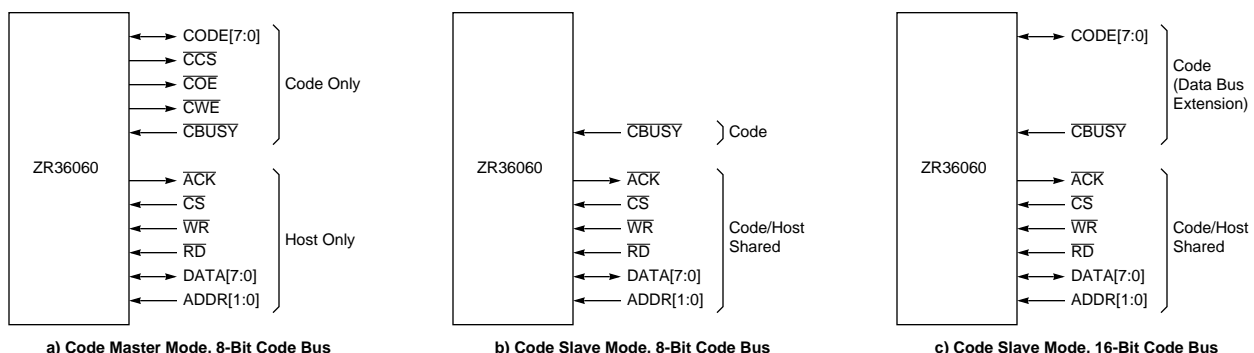 CODE[7:0]
CCS
COE
CWE
CBUSY
Code Only
ZR36060
ACK
CS
WR
RD
DATA[7:0]
ADDR[1:0]
Host Only
a) Code Master Mode, 8-Bit Code Bus
CBUSY
Code
ZR36060
ACK
CS
WR
RD
DATA[7:0]
ADDR[1:0]
Code/Host
Shared
b) Code Slave Mode, 8-Bit Code Bus
CODE[7:0]
Code
(Data Bus
Extension)
CBUSY
ZR36060
ACK
CS
WR
RD
DATA[7:0]
ADDR[1:0]
Code/Host
Shared
c) Code Slave Mode, 16-Bit Code Bus